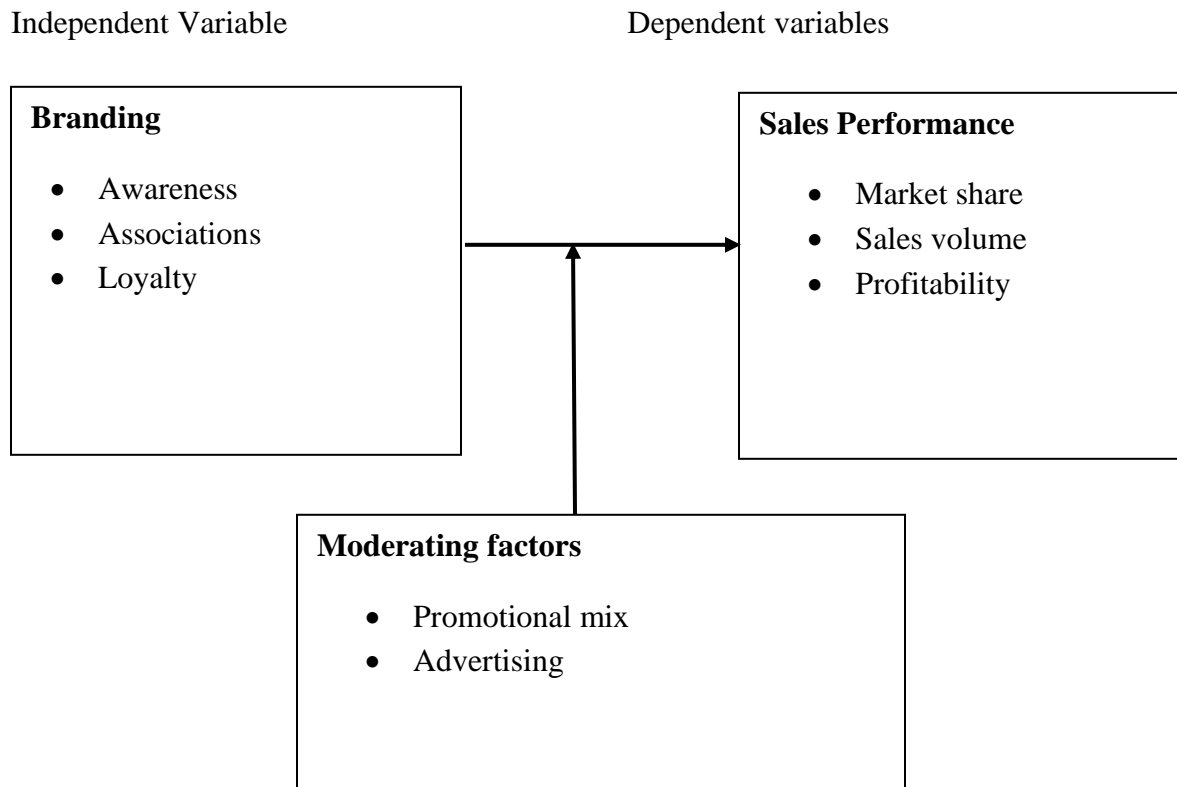 Independent Variable
Dependent variables
Branding
• Awareness
• Associations
• Loyalty
Sales Performance
• Market share
• Sales volume
• Profitability
Moderating factors
• Promotional mix
• Advertising